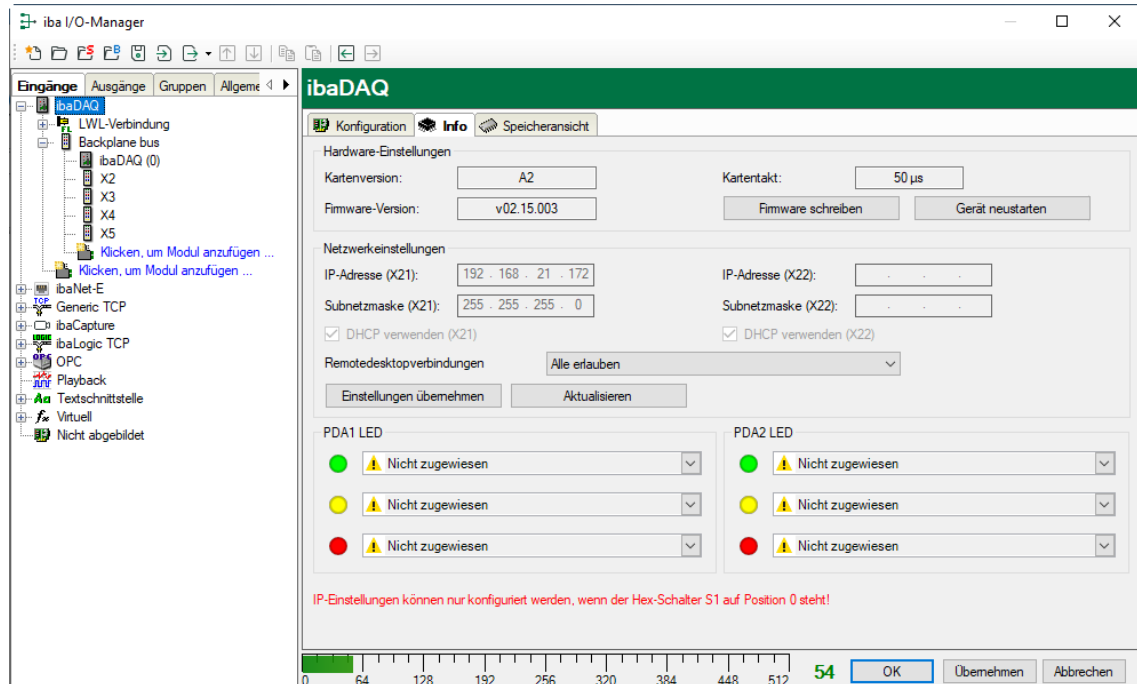 iba I/O-Manager
Eingänge Ausgänge Gruppen Allgeme
ibaDAQ
LWL-Verbindung
Backplane bus
ibaDAQ (0)
X2
X3
X4
X5
Klicken, um Modul anzufügen ...
Klicken, um Modul anzufügen ...
ibaNet-E
Generic TCP
ibaCapture
ibaLogic TCP
OPC
Playback
Textschnittstelle
Virtuell
Nicht abgebildet
ibaDAQ
Konfiguration Info Speicheransicht
Hardware-Einstellungen
Kartenversion: A2 Kartentakt: 50 µs
Firmware-Version: v02.15.003 Firmware schreiben Gerät neustarten
Netzwerkeinstellungen
IP-Adresse (X21): 192 . 168 . 21 . 172 IP-Adresse (X22): . . .
Subnetzmaske (X21): 255 . 255 . 255 . 0 Subnetzmaske (X22): . . .
DHCP verwenden (X21) DHCP verwenden (X22)
Remotedesktopverbindungen Alle erlauben
Einstellungen übernehmen Aktualisieren
PDA1 LED PDA2 LED
Nicht zugewiesen Nicht zugewiesen
Nicht zugewiesen Nicht zugewiesen
Nicht zugewiesen Nicht zugewiesen
IP-Einstellungen können nur konfiguriert werden, wenn der Hex-Schalter S1 auf Position 0 steht!
0 64 128 192 256 320 384 448 512 54 OK Übernehmen Abbrechen